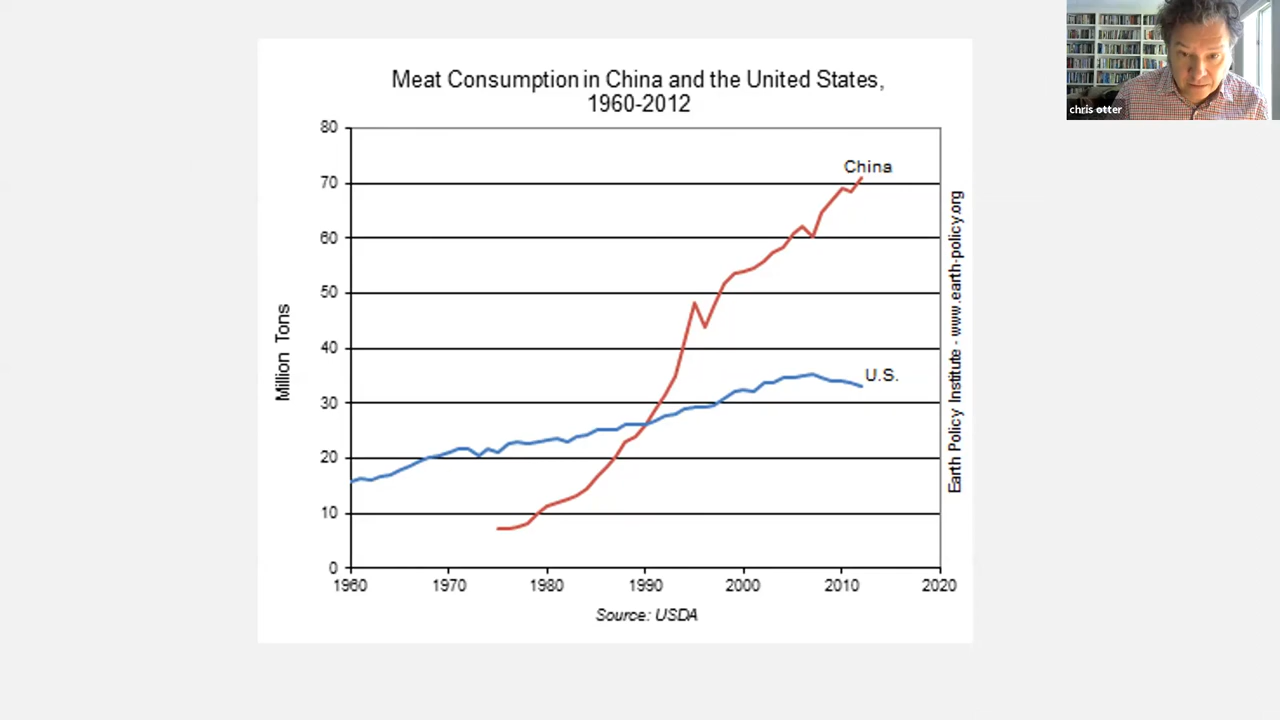 Meat Consumption in China and the United States,
1960-2012
80
70
60
50
40
30
20
10
0
Million Tons
China
U.S.
1960 1970 1980 1990 2000 2010 2020
Source: USDA
Earth Policy Institute - www.earth-policy.org
chris otter